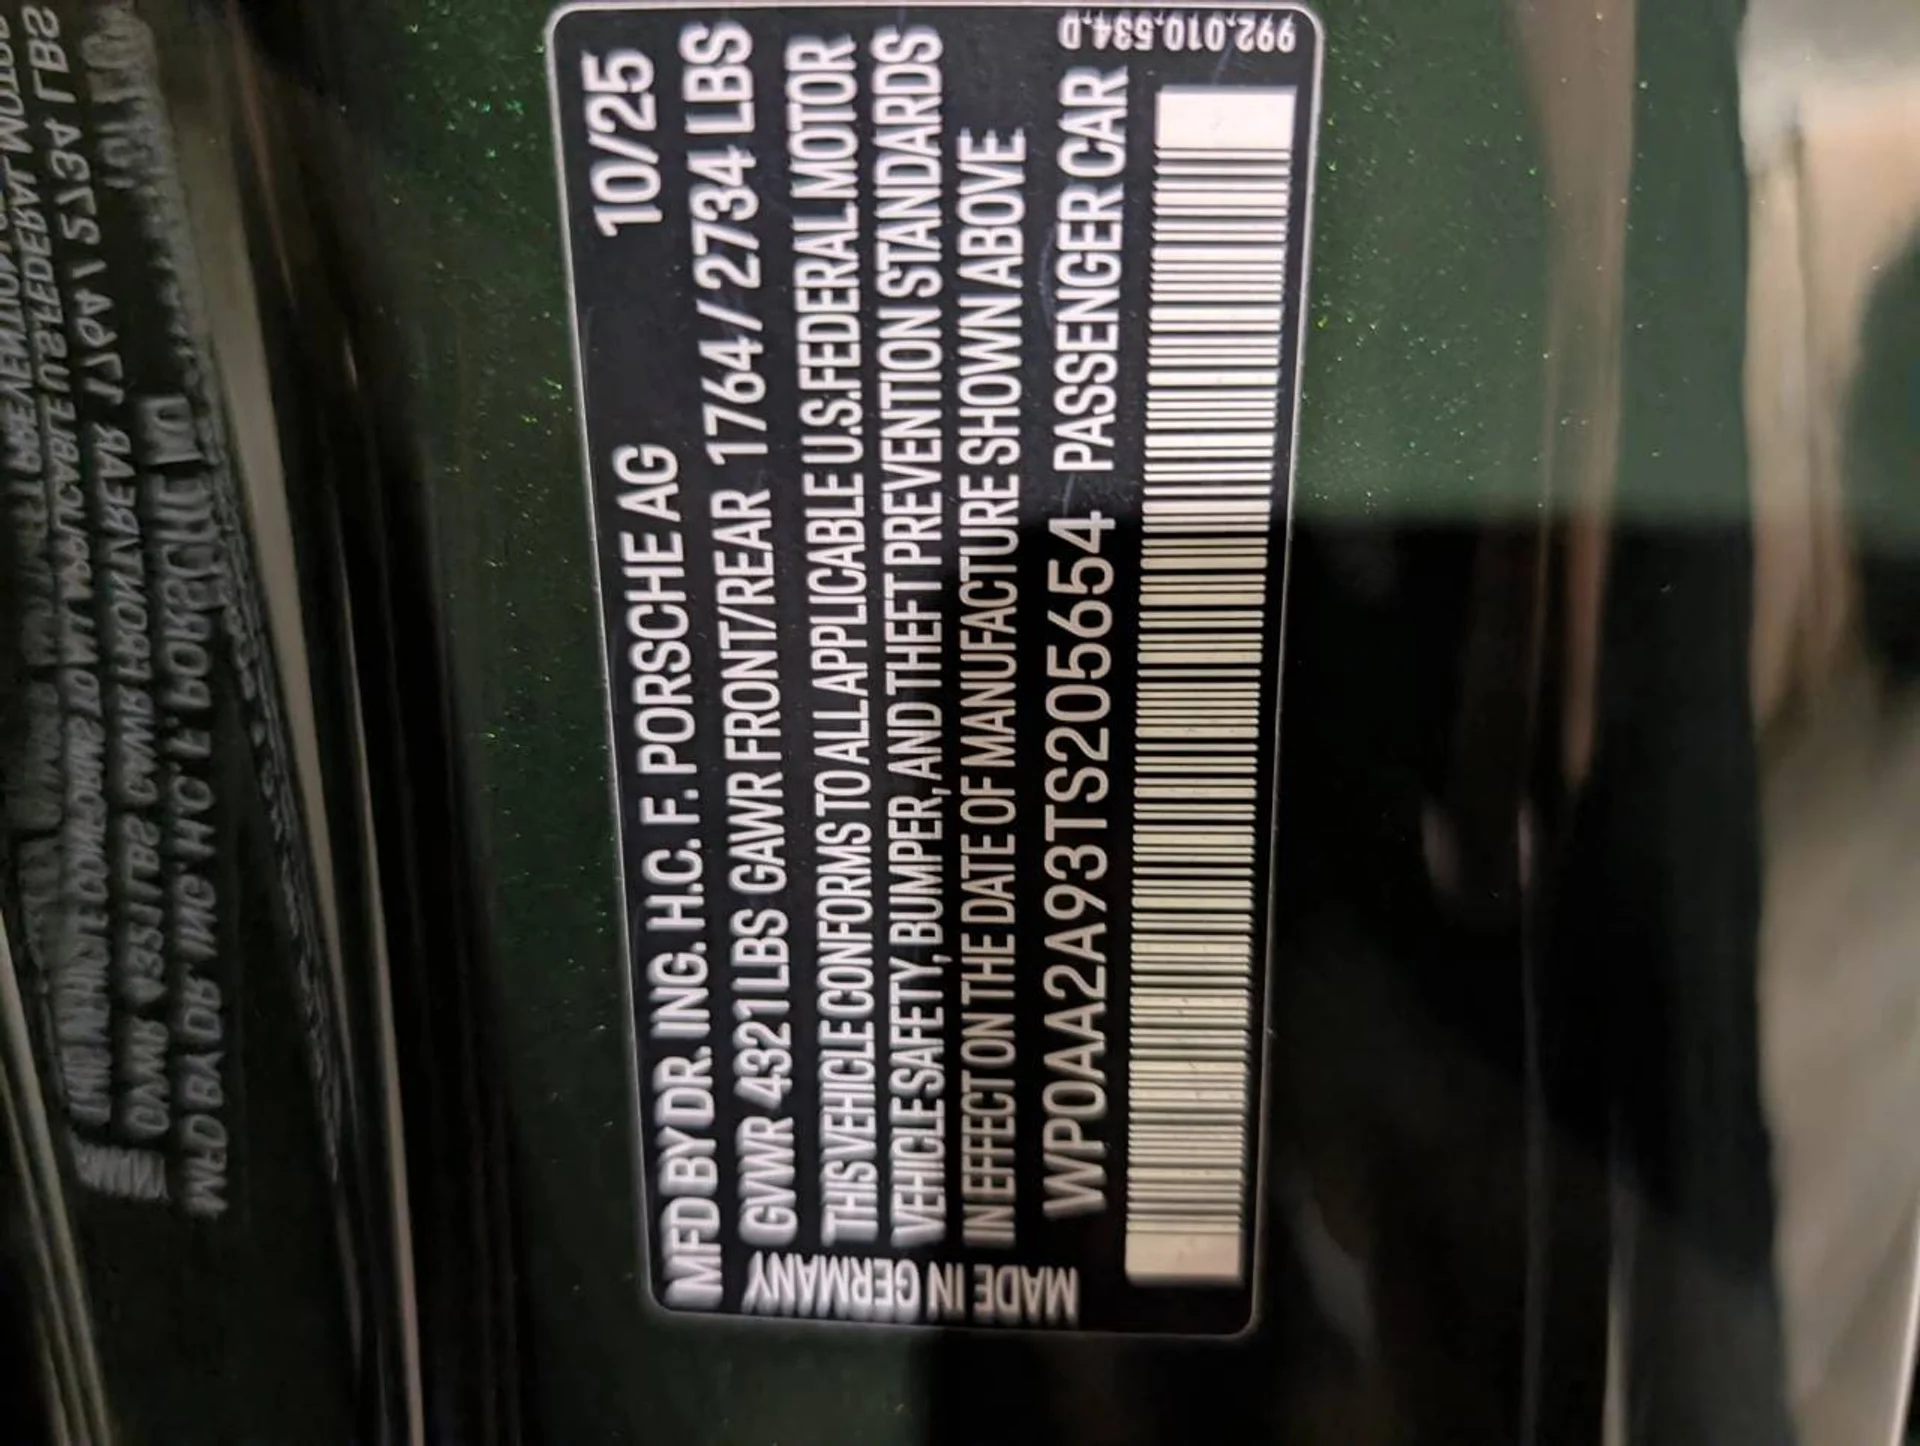 MFD BY DR. ING. H.C. F. PORSCHE AG 10/25
GVWR 4321 LBS GAWR FRONT/REAR 1764 / 2734 LBS
THIS VEHICLE CONFORMS TO ALL APPLICABLE U.S. FEDERAL MOTOR
VEHICLE SAFETY, BUMPER, AND THEFT PREVENTION STANDARDS
IN EFFECT ON THE DATE OF MANUFACTURE SHOWN ABOVE
WP0AA2A93TS205654 PASSENGER CAR
MADE IN GERMANY
992.010.534.D